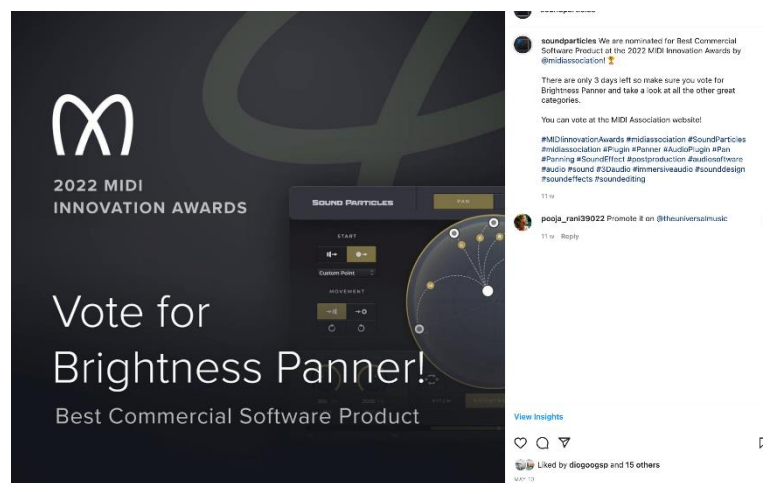 2022 MIDI
INNOVATION AWARDS
SOUND PARTICLES
PAN
START
Custom Point
MOVEMENT
Vote for
Brightness Panner!
Best Commercial Software Product
PITCH
soundparticles We are nominated for Best Commercial
Software Product at the 2022 MIDI Innovation Awards by
@midiassociation! 🏆
There are only 3 days left so make sure you vote for
Brightness Panner and take a look at all the other great
categories.
You can vote at the MIDI Association website!
#MIDIinnovationAwards #midiassociation #SoundParticles
#midiassociation #Plugin #Panner #AudioPlugin #Pan
#Panning #SoundEffect #postproduction #audiosoftware
#audio #sound #3Daudio #immersiveaudio #sounddesign
#soundeffects #soundediting
11 w
pooja_rani39022 Promote it on @theuniversalmusic
11 w Reply
View Insights
Liked by diogoogsp and 15 others
MAY 13